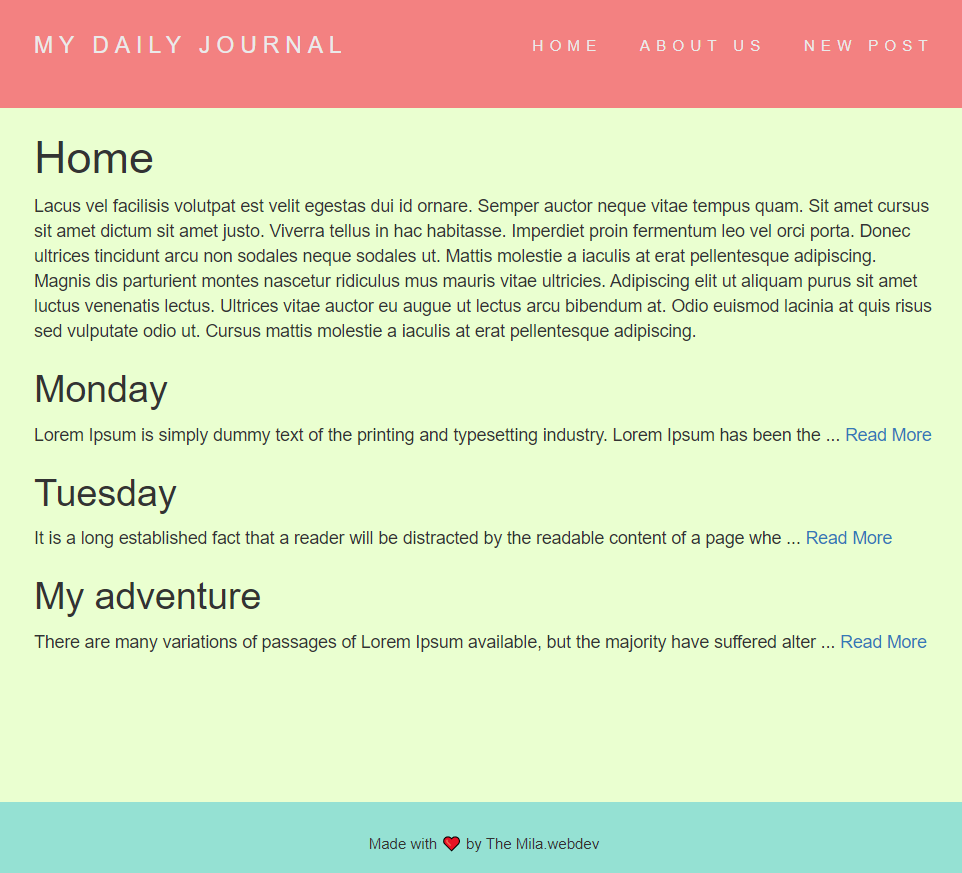 MY DAILY JOURNAL HOME ABOUT US NEW POST
Home
Lacus vel facilisis volutpat est velit egestas dui id ornare. Semper auctor neque vitae tempus quam. Sit amet cursus
sit amet dictum sit amet justo. Viverra tellus in hac habitasse. Imperdiet proin fermentum leo vel orci porta. Donec
ultrices tincidunt arcu non sodales neque sodales ut. Mattis molestie a iaculis at erat pellentesque adipiscing.
Magnis dis parturient montes nascetur ridiculus mus mauris vitae ultricies. Adipiscing elit ut aliquam purus sit amet
luctus venenatis lectus. Ultrices vitae auctor eu augue ut lectus arcu bibendum at. Odio euismod lacinia at quis risus
sed vulputate odio ut. Cursus mattis molestie a iaculis at erat pellentesque adipiscing.
Monday
Lorem Ipsum is simply dummy text of the printing and typesetting industry. Lorem Ipsum has been the ... Read More
Tuesday
It is a long established fact that a reader will be distracted by the readable content of a page whe ... Read More
My adventure
There are many variations of passages of Lorem Ipsum available, but the majority have suffered alter ... Read More
Made with ❤ by The Mila.webdev